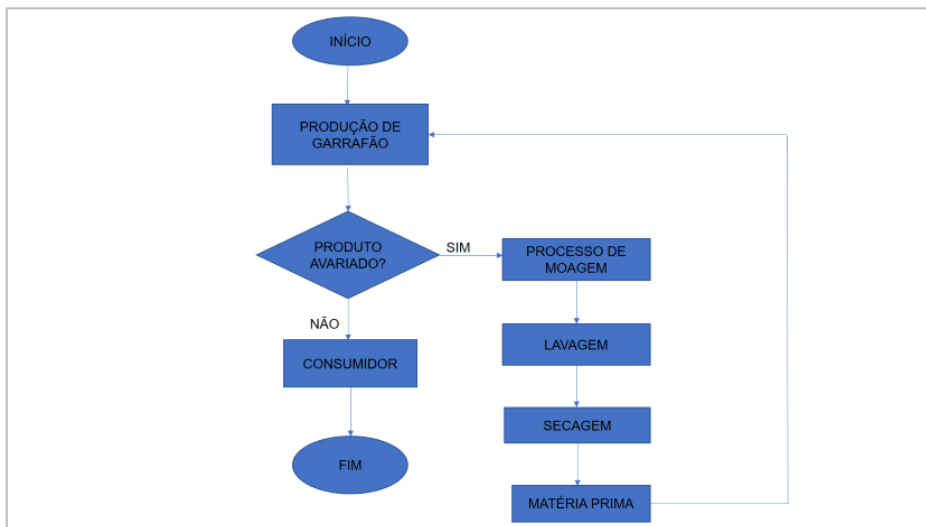 INÍCIO
PRODUÇÃO DE
GARRAFÃO
PRODUTO
AVARIADO?
SIM
PROCESSO DE
MOAGEM
NÃO
LAVAGEM
CONSUMIDOR
SECAGEM
FIM
MATÉRIA PRIMA